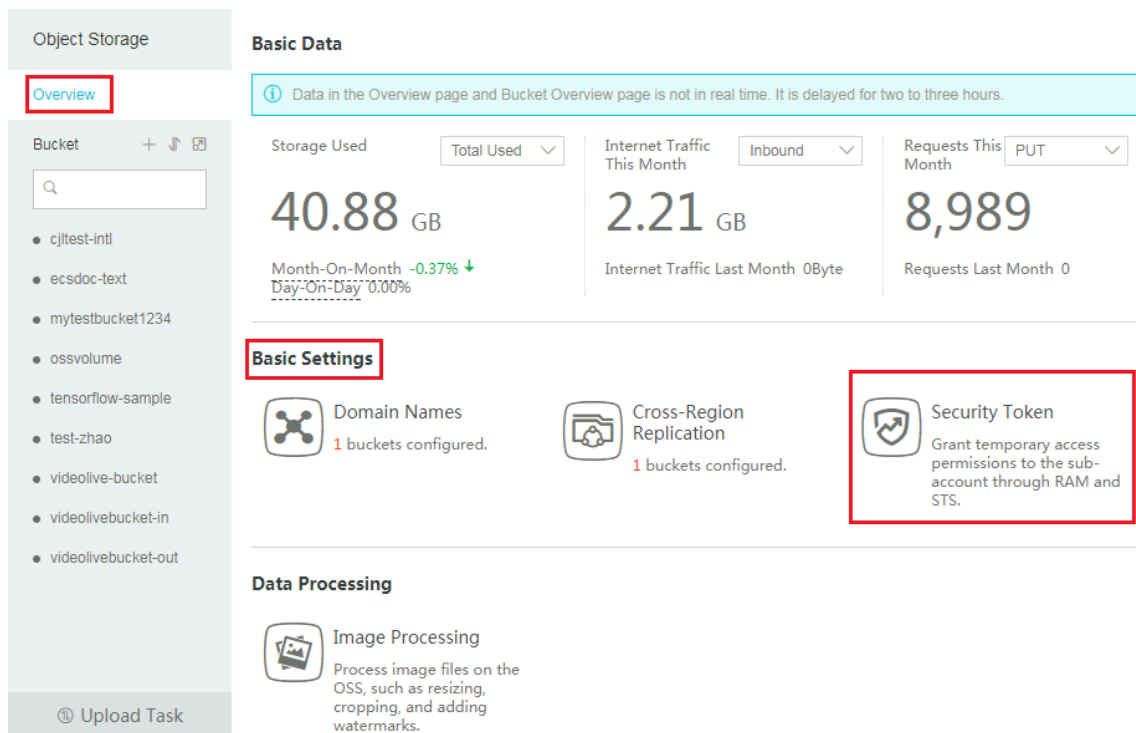 Object Storage
Overview
Bucket
cjltest-intl
ecsdoc-text
mytestbucket1234
ossvolume
tensorflow-sample
test-zhao
videolive-bucket
videolivebucket-in
videolivebucket-out
Upload Task
Basic Data
Data in the Overview page and Bucket Overview page is not in real time. It is delayed for two to three hours.
Storage Used
Total Used
40.88 GB
Month-On-Month -0.37%
Day-On-Day 0.00%
Internet Traffic
This Month
Inbound
2.21 GB
Internet Traffic Last Month 0Byte
Requests This
Month
PUT
8,989
Requests Last Month 0
Basic Settings
Domain Names
1 buckets configured.
Cross-Region
Replication
1 buckets configured.
Security Token
Grant temporary access
permissions to the sub-
account through RAM and
STS.
Data Processing
Image Processing
Process image files on the
OSS, such as resizing,
cropping, and adding
watermarks.